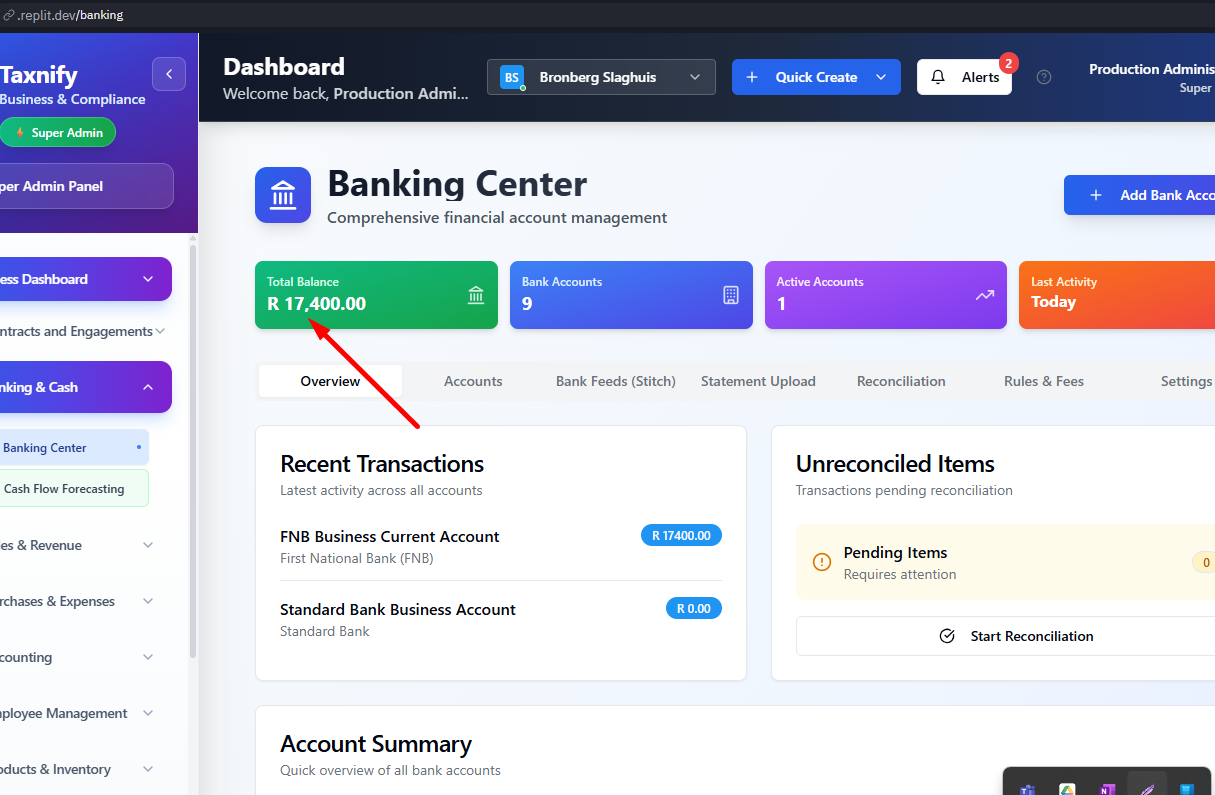 .replit.dev/banking
Taxnify
Business & Compliance
Super Admin
per Admin Panel
ess Dashboard
ntracts and Engagements
nking & Cash
Banking Center
Cash Flow Forecasting
es & Revenue
rchases & Expenses
counting
mployee Management
oducts & Inventory
Dashboard
Welcome back, Production Admi...
BS
Bronberg Slaghuis
Quick Create
Alerts
2
Production Adminis
Super
Banking Center
Comprehensive financial account management
Add Bank Acco
Total Balance
R 17,400.00
Bank Accounts
9
Active Accounts
1
Last Activity
Today
Overview
Accounts
Bank Feeds (Stitch)
Statement Upload
Reconciliation
Rules & Fees
Settings
Recent Transactions
Latest activity across all accounts
FNB Business Current Account
R 17400.00
First National Bank (FNB)
Standard Bank Business Account
R 0.00
Standard Bank
Unreconciled Items
Transactions pending reconciliation
Pending Items
0
Requires attention
Start Reconciliation
Account Summary
Quick overview of all bank accounts